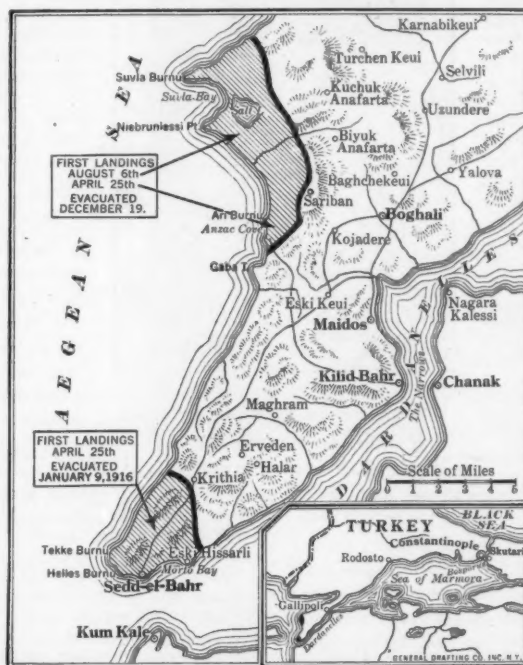 Karnabikeui
Turchen Keui
Selvili
Suvla Burnu
Kuchuk
Anafarta
Suvla Bay
Salt
Uzundere
Niebruniessi Pt.
Biyuk
Anafarta
FIRST LANDINGS
AUGUST 6th
APRIL 25th
EVACUATED
DECEMBER 19.
Baghchekeui
Yalova
Sariban
Ari Burnu
Anzac Cove
Boghali
Kojadere
Gaba T.
AEGEAN SEA
Eski Keui
Nagara
Kalessi
Maidos
Kilid-Bahr
Chanak
The Narrows
DARDANELLES
Maghram
FIRST LANDINGS
APRIL 25th
EVACUATED
JANUARY 9, 1916
Erveden
Halar
Krithia
Scale of Miles
0 1 2 3 4 5
Tekke Burnu
Eski Hissarli
Morto Bay
Helles Burnu
Sedd-el-Bahr
Kum Kale
BLACK
SEA
TURKEY
Constantinople
Skutari
Rodosto
Bosporus
Sea of Marmora
Gallipoli
Dardanelles
GENERAL DRAFTING CO. INC. N.Y.